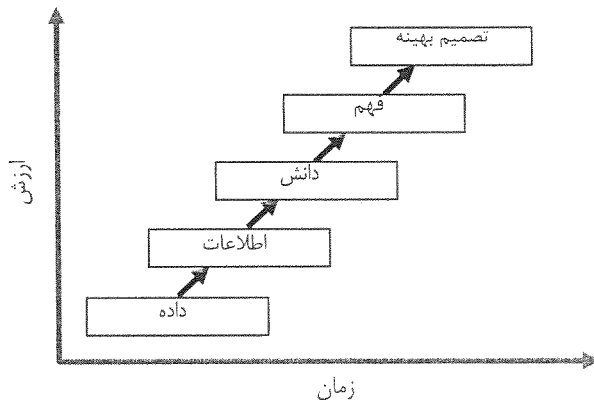 تصمیم بهینه
فهم
دانش
اطلاعات
داده
ارزش
زمان